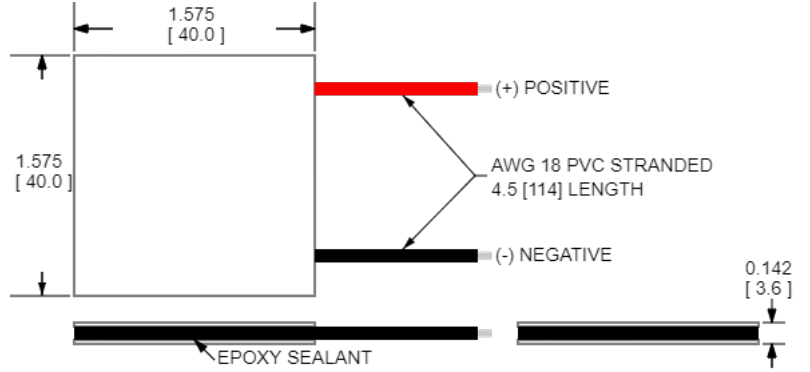 1.575
[ 40.0 ]
(+) POSITIVE
1.575
[ 40.0 ]
AWG 18 PVC STRANDED
4.5 [114] LENGTH
(-) NEGATIVE
0.142
[ 3.6 ]
EPOXY SEALANT